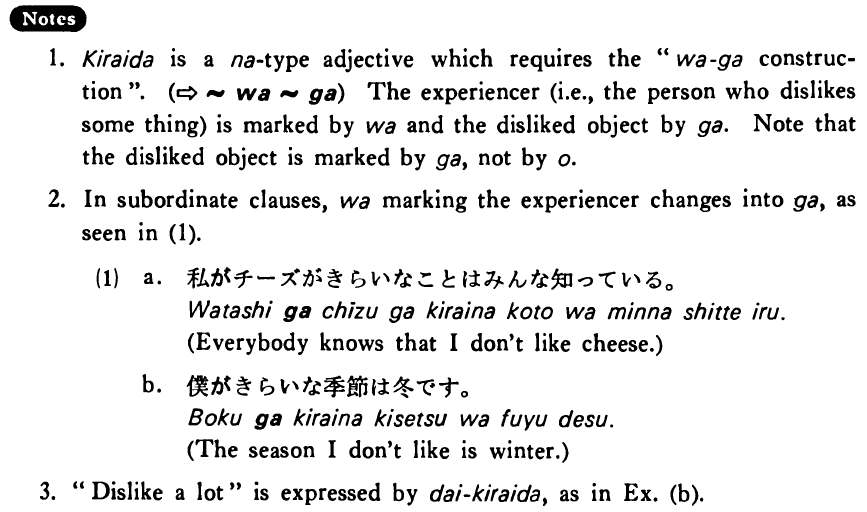 Notes
1. Kiraida is a na-type adjective which requires the “wa-ga construc-
tion”. (⇨ ~ wa ~ ga) The experiencer (i.e., the person who dislikes
some thing) is marked by wa and the disliked object by ga. Note that
the disliked object is marked by ga, not by o.
2. In subordinate clauses, wa marking the experiencer changes into ga, as
seen in (1).
(1) a. 私がチーズがきらいなことはみんな知っている。
Watashi ga chīzu ga kiraina koto wa minna shitte iru.
(Everybody knows that I don't like cheese.)
b. 僕がきらいな季節は冬です。
Boku ga kiraina kisetsu wa fuyu desu.
(The season I don't like is winter.)
3. “Dislike a lot” is expressed by dai-kiraida, as in Ex. (b).